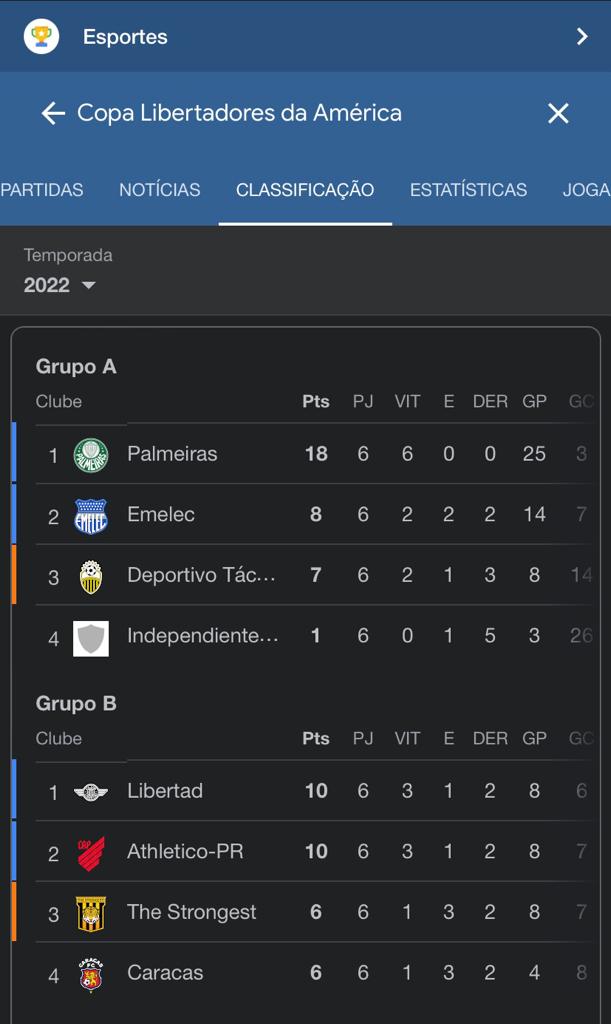 Esportes
Copa Libertadores da América
PARTIDAS NOTÍCIAS CLASSIFICAÇÃO ESTATÍSTICAS JOGA
Temporada
2022
Grupo A
Clube Pts PJ VIT E DER GP GC
1 PALMEIRAS Palmeiras 18 6 6 0 0 25 3
2 EMELEC Emelec 8 6 2 2 2 14 7
3 Deportivo Tác... 7 6 2 1 3 8 14
4 Independiente... 1 6 0 1 5 3 26
Grupo B
Clube Pts PJ VIT E DER GP GC
1 Libertad 10 6 3 1 2 8 6
2 CAP Athletico-PR 10 6 3 1 2 8 7
3 The Strongest 6 6 1 3 2 8 7
4 CARACAS FC Caracas 6 6 1 3 2 4 8